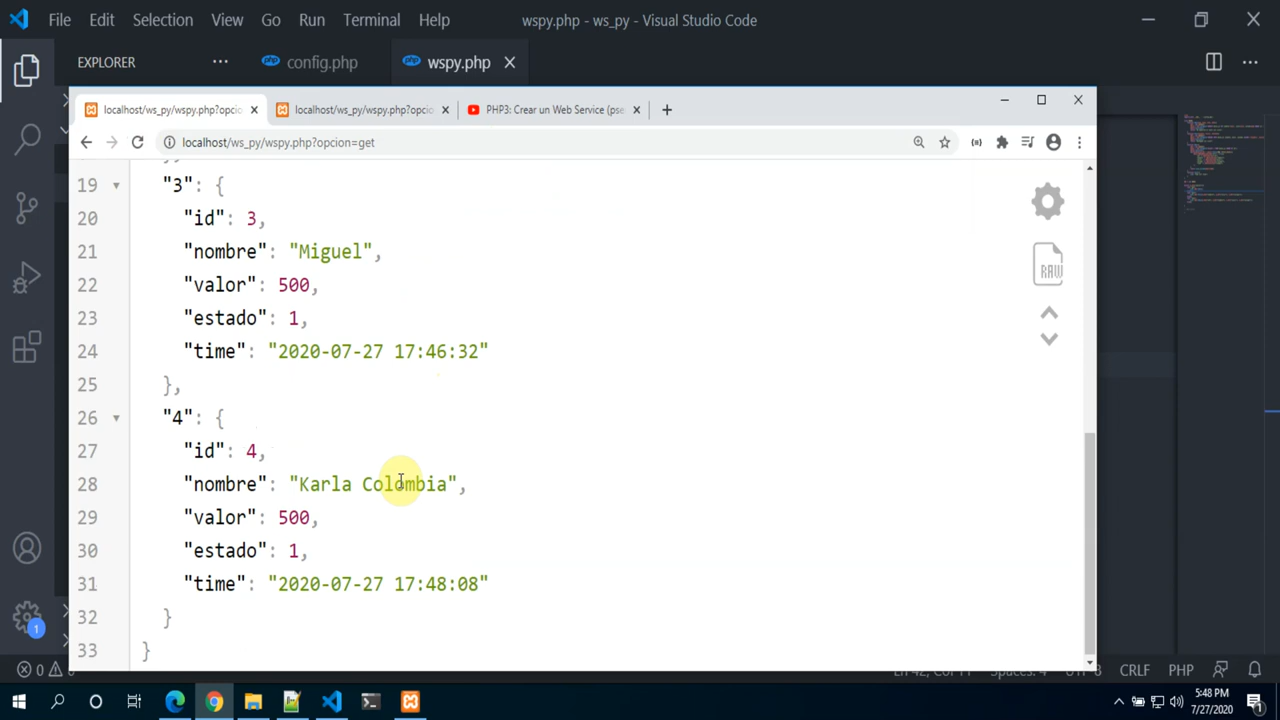 File Edit Selection View Go Run Terminal Help wspy.php - ws_py - Visual Studio Code
EXPLORER ... config.php wspy.php
localhost/ws_py/wspy.php?opcio localhost/ws_py/wspy.php?opcio PHP3: Crear un Web Service (pse
localhost/ws_py/wspy.php?opcion=get
19 "3": {
20 "id": 3,
21 "nombre": "Miguel",
22 "valor": 500,
23 "estado": 1,
24 "time": "2020-07-27 17:46:32"
25 },
26 "4": {
27 "id": 4,
28 "nombre": "Karla Colombia",
29 "valor": 500,
30 "estado": 1,
31 "time": "2020-07-27 17:48:08"
32 }
33 }
RAW
1
0 CRLF PHP
5:48 PM
7/27/2020
1